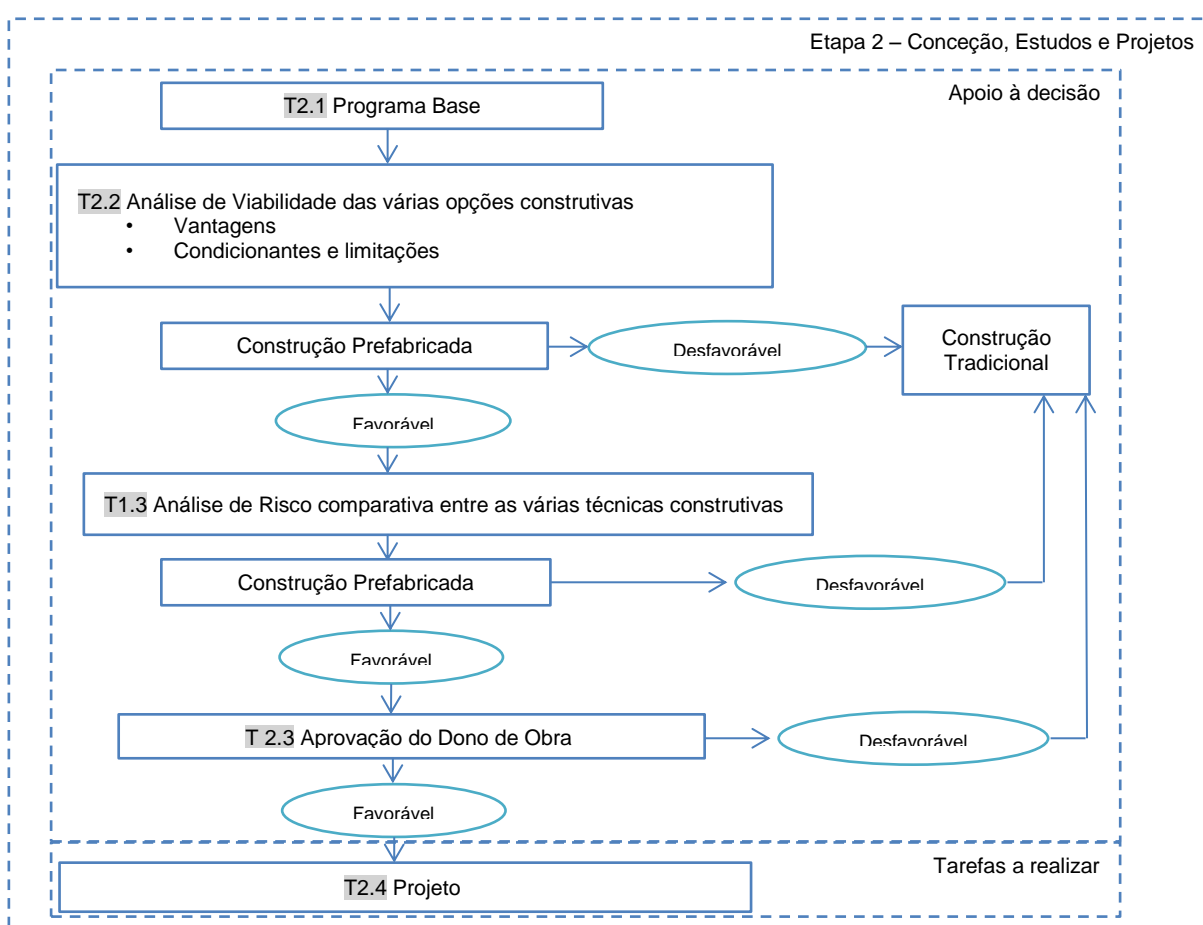 Etapa 2 – Conceção, Estudos e Projetos
Apoio à decisão
T2.1 Programa Base
T2.2 Análise de Viabilidade das várias opções construtivas
• Vantagens
• Condicionantes e limitações
Construção Prefabricada
Desfavorável
Construção
Tradicional
Favorável
T1.3 Análise de Risco comparativa entre as várias técnicas construtivas
Construção Prefabricada
Desfavorável
Favorável
T 2.3 Aprovação do Dono de Obra
Desfavorável
Favorável
Tarefas a realizar
T2.4 Projeto